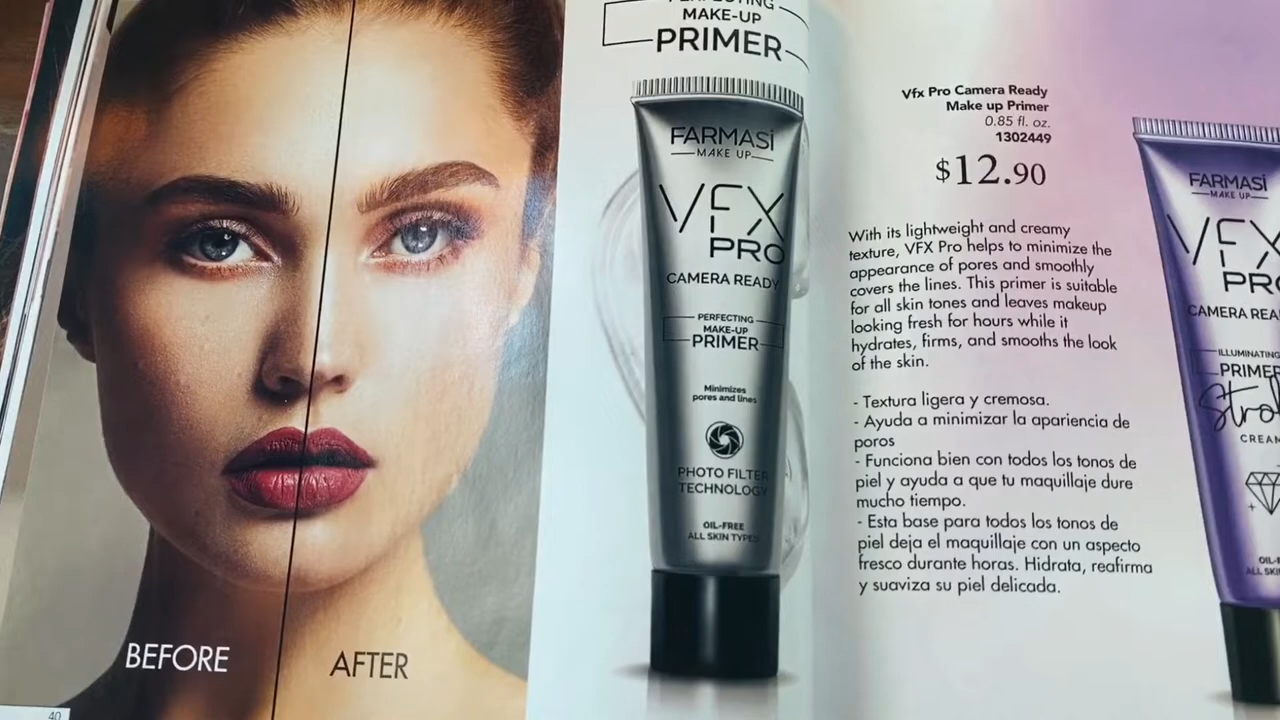 BEFORE
AFTER
40
PERFECTING
MAKE-UP
PRIMER
FARMASi
MAKE UP
VFX
PRO
CAMERA READY
PERFECTING
MAKE-UP
PRIMER
Minimizes
pores and lines
PHOTO FILTER
TECHNOLOGY
OIL-FREE
ALL SKIN TYPES
Vfx Pro Camera Ready
Make up Primer
0.85 fl. oz.
1302449
$12.90
With its lightweight and creamy
texture, VFX Pro helps to minimize the
appearance of pores and smoothly
covers the lines. This primer is suitable
for all skin tones and leaves makeup
looking fresh for hours while it
hydrates, firms, and smooths the look
of the skin.
- Textura ligera y cremosa.
- Ayuda a minimizar la apariencia de
poros
- Funciona bien con todos los tonos de
piel y ayuda a que tu maquillaje dure
mucho tiempo.
- Esta base para todos los tonos de
piel deja el maquillaje con un aspecto
fresco durante horas. Hidrata, reafirma
y suaviza su piel delicada.
FARMASi
MAKE UP
VFX
PRO
CAMERA
ILLUMINATING
PRIMER